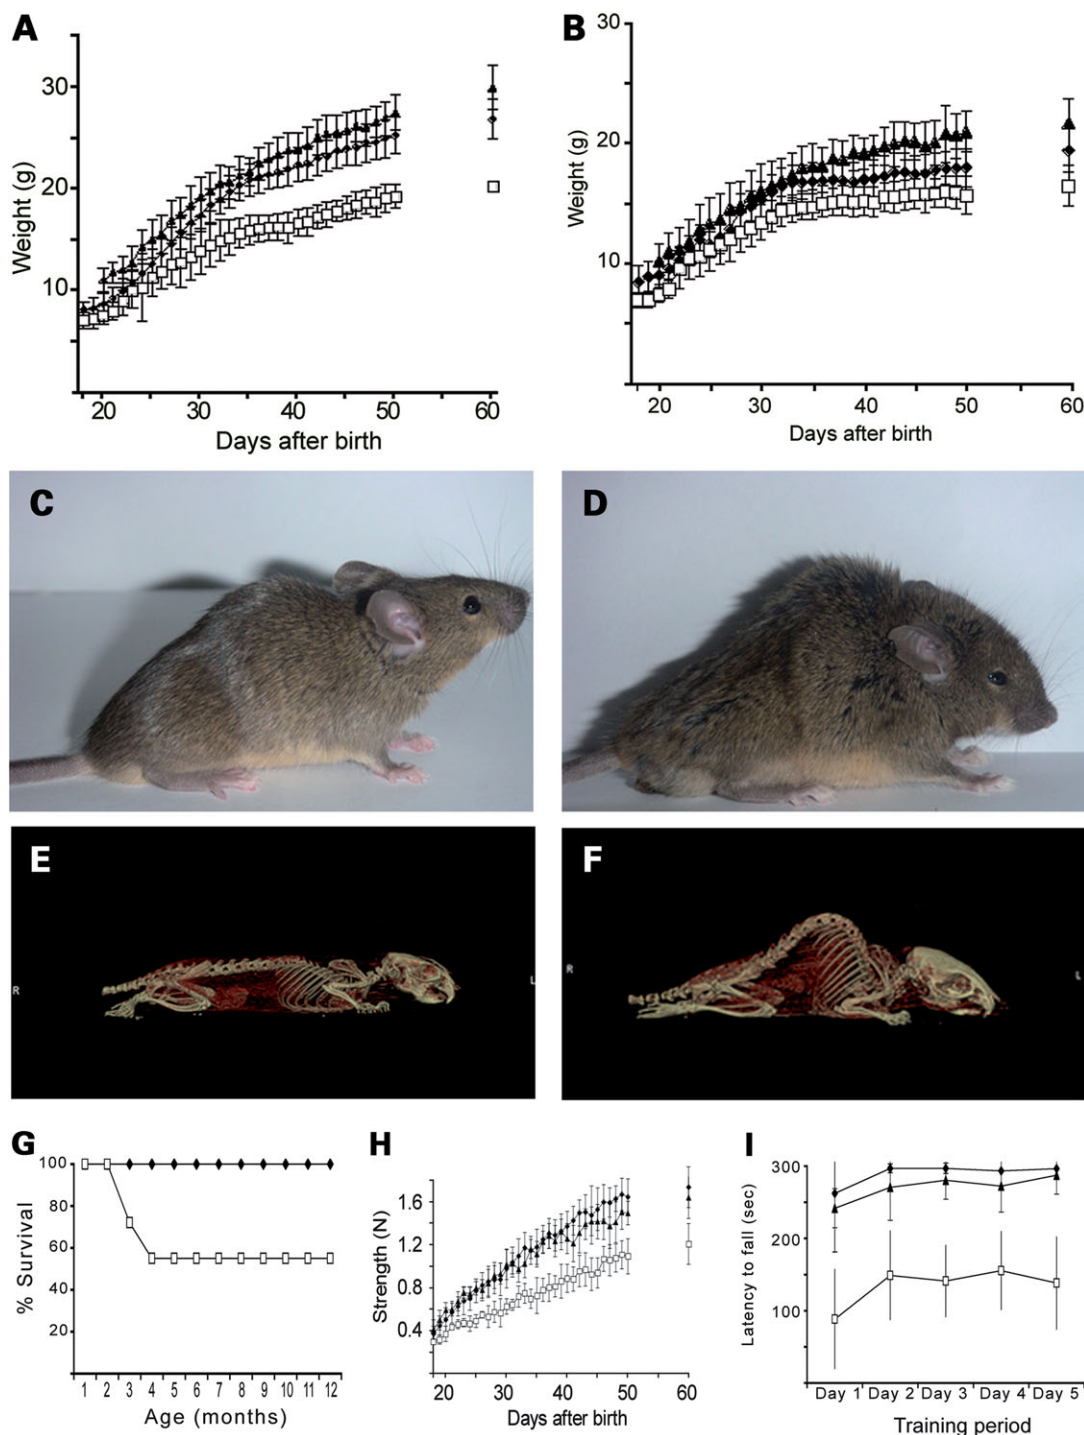 A
Weight (g)
30
20
10
20 30 40 50 60
Days after birth
B
Weight (g)
30
20
10
20 30 40 50 60
Days after birth
C
D
E
R
L
F
R
L
G
% Survival
100
80
60
40
20
1 2 3 4 5 6 7 8 9 10 11 12
Age (months)
H
Strength (N)
1.6
1.2
0.8
0.4
20 30 40 50 60
Days after birth
I
Latency to fall (sec)
300
200
100
Day 1 Day 2 Day 3 Day 4 Day 5
Training period